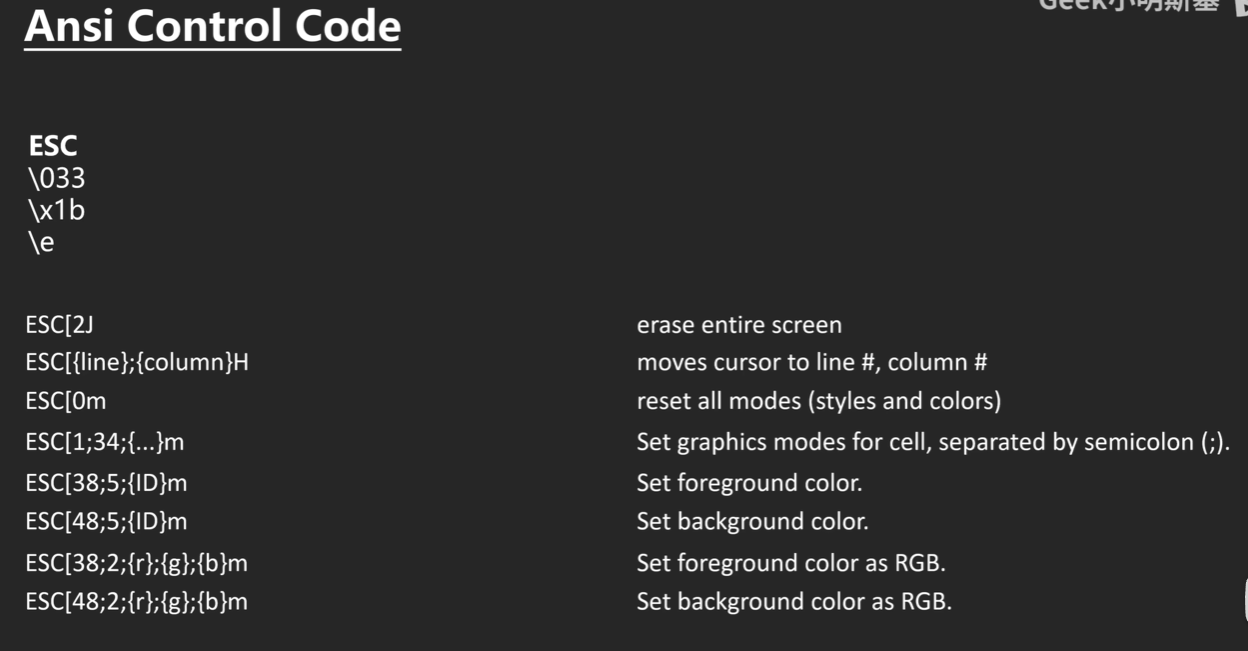 Geek小明斯基
Ansi Control Code
ESC
\033
\x1b
\e
ESC[2J erase entire screen
ESC[{line};{column}H moves cursor to line #, column #
ESC[0m reset all modes (styles and colors)
ESC[1;34;{...}m Set graphics modes for cell, separated by semicolon (;).
ESC[38;5;{ID}m Set foreground color.
ESC[48;5;{ID}m Set background color.
ESC[38;2;{r};{g};{b}m Set foreground color as RGB.
ESC[48;2;{r};{g};{b}m Set background color as RGB.